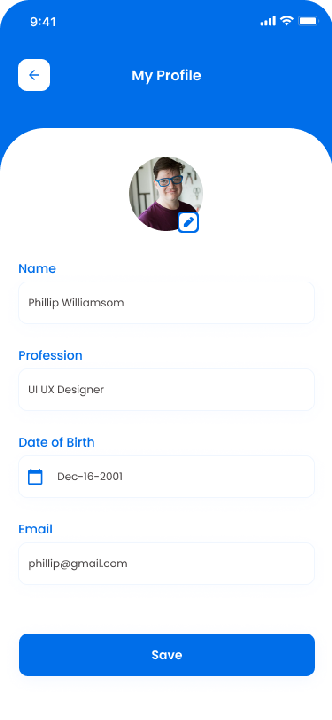 9:41
My Profile
Name
Phillip Williamsom
Profession
UI UX Designer
Date of Birth
Dec-16-2001
Email
phillip@gmail.com
Save